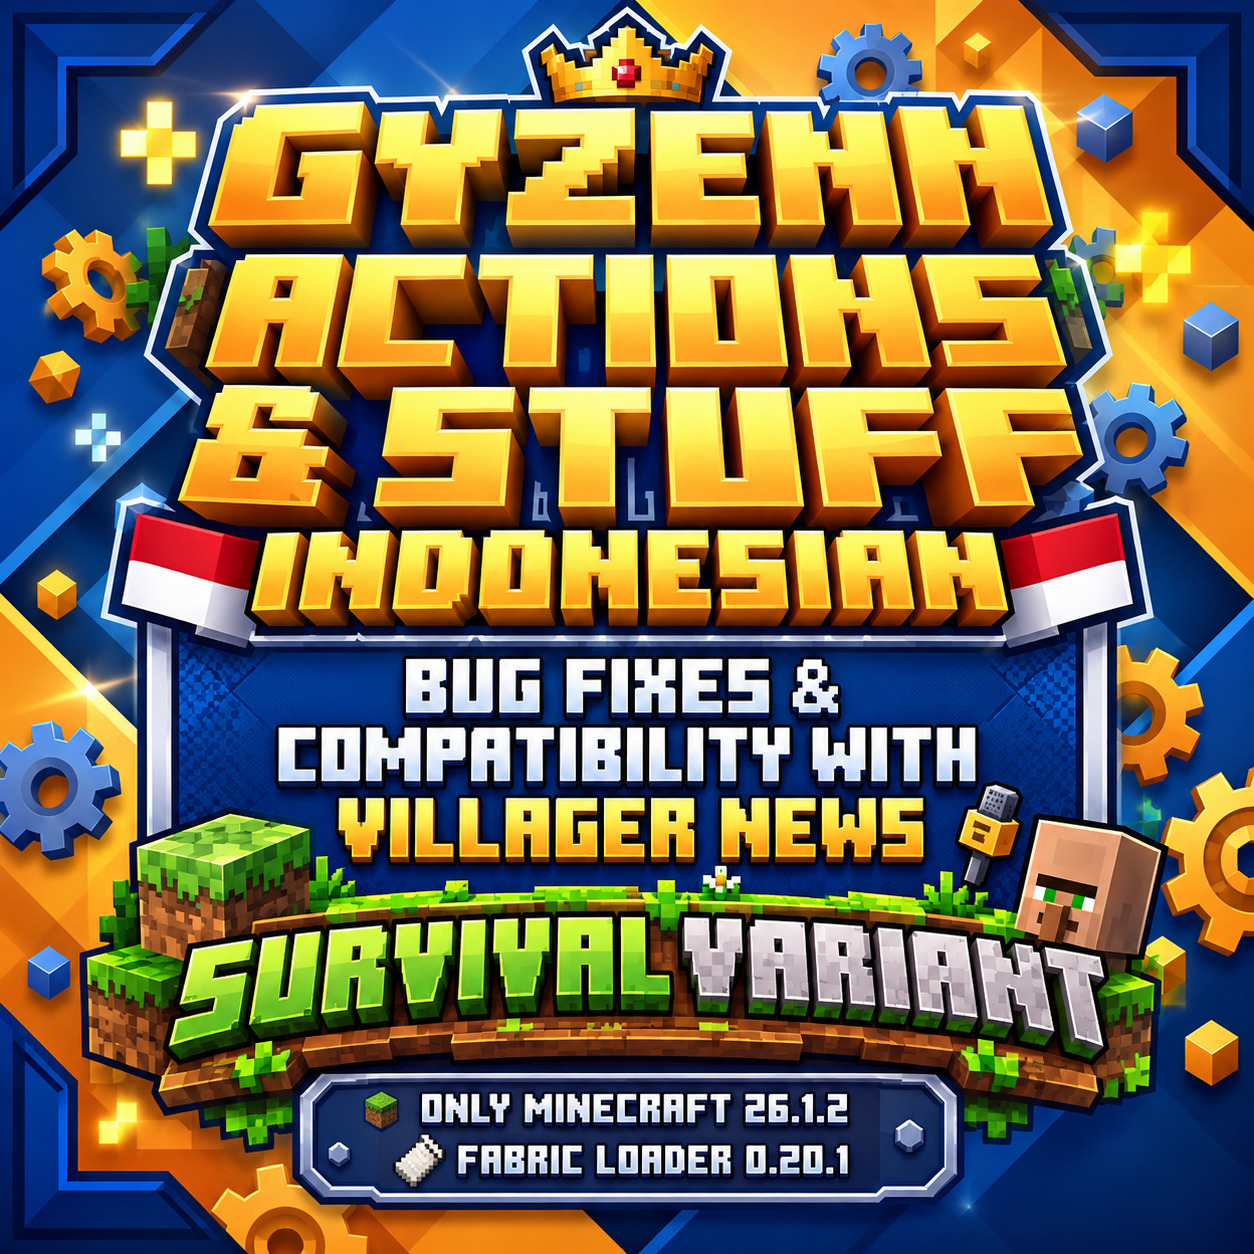 GYZENN
ACTIONS
& STUFF
INDONESIAN
BUG FIXES &
COMPATIBILITY WITH
VILLAGER NEWS
SURVIVAL VARIANT
ONLY MINECRAFT 26.1.2
FABRIC LOADER 0.20.1